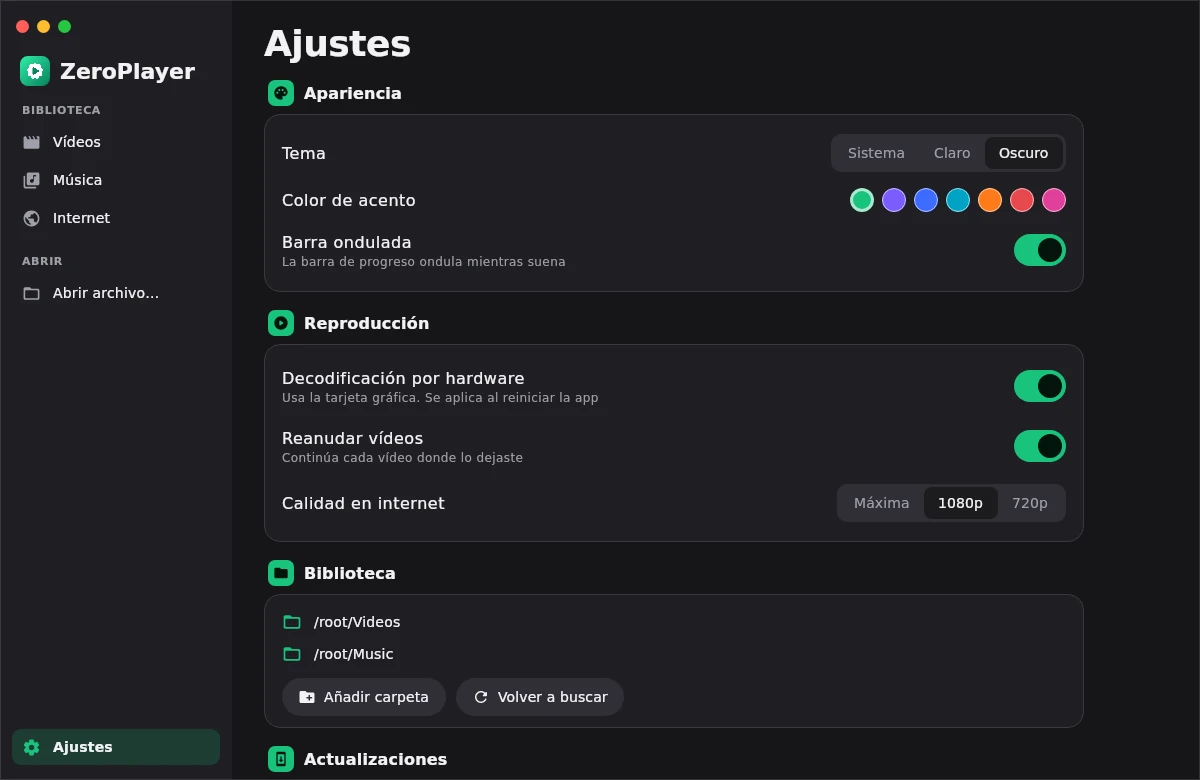 ZeroPlayer
BIBLIOTECA
Vídeos
Música
Internet
ABRIR
Abrir archivo...
Ajustes
Ajustes
Apariencia
Tema
Sistema Claro Oscuro
Color de acento
Barra ondulada
La barra de progreso ondula mientras suena
Reproducción
Decodificación por hardware
Usa la tarjeta gráfica. Se aplica al reiniciar la app
Reanudar vídeos
Continúa cada vídeo donde lo dejaste
Calidad en internet
Máxima 1080p 720p
Biblioteca
/root/Videos
/root/Music
Añadir carpeta Volver a buscar
Actualizaciones